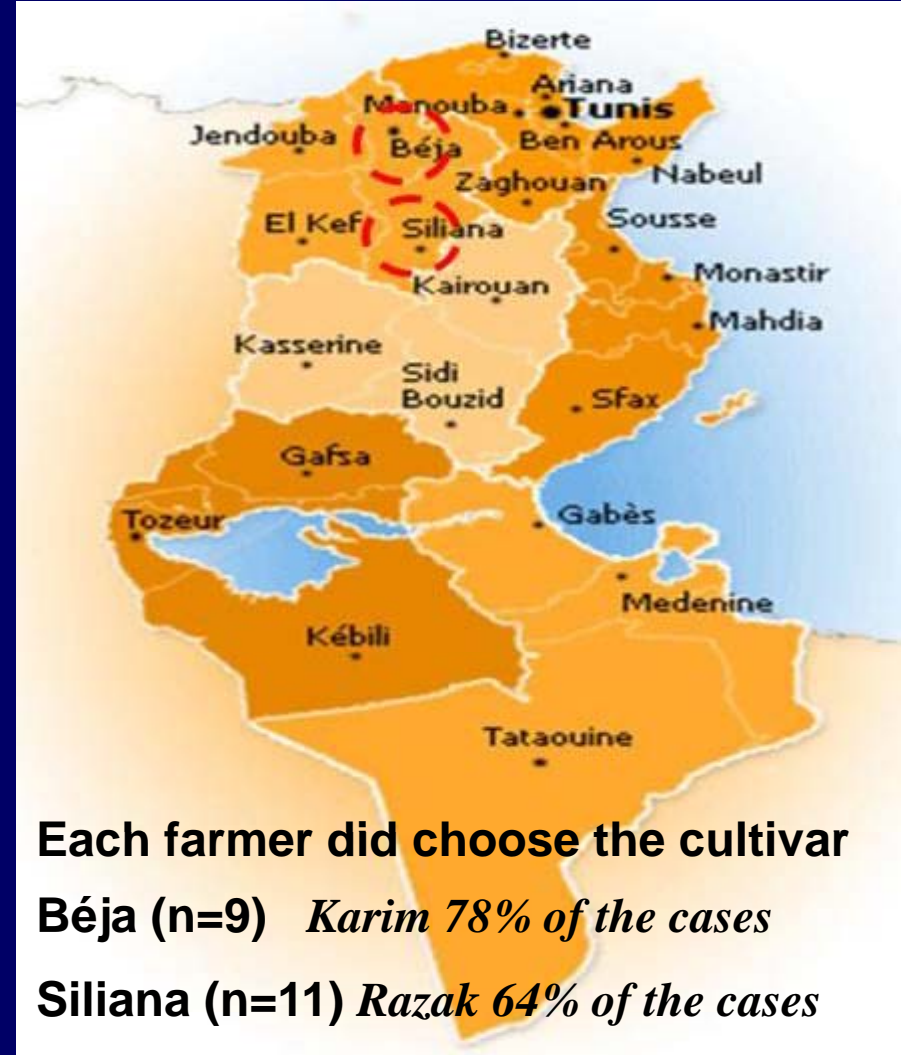 Bizerte
Ariana
Manouba
Tunis
Jendouba
Béja
Ben Arous
Zaghouan
Nabeul
El Kef
Siliana
Sousse
Kairouan
Monastir
Mahdia
Kasserine
Sidi
Bouzid
Sfax
Gafsa
Tozeur
Gabès
Medenine
Kébili
Tataouine
Each farmer did choose the cultivar
Béja (n=9) Karim 78% of the cases
Siliana (n=11) Razak 64% of the cases